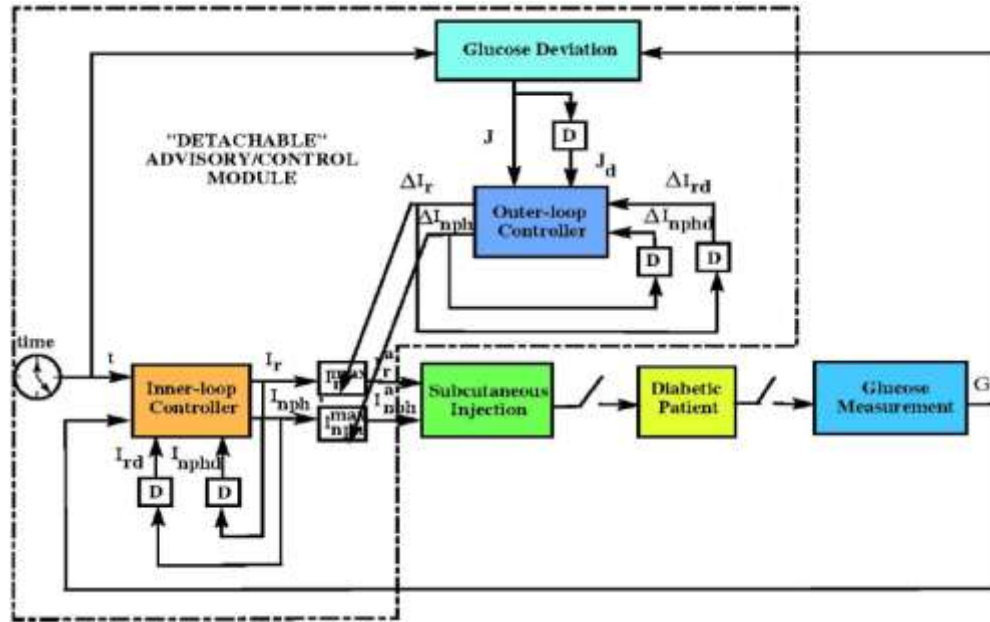 Glucose Deviation
"DETACHABLE"
ADVISORY/CONTROL
MODULE
J
D
J_d
ΔI_r
ΔI_nph
Outer-loop
Controller
ΔI_rd
ΔI_nphd
D
D
time
t
Inner-loop
Controller
I_r
I_nph
Subcutaneous
Injection
Diabetic
Patient
Glucose
Measurement
G
I_rd
I_nphd
D
D